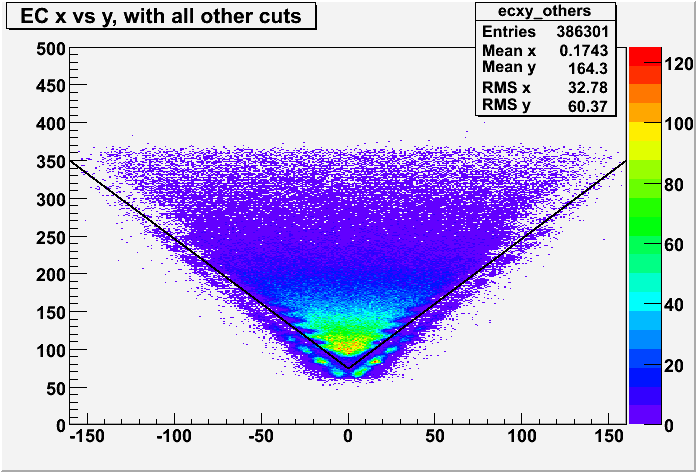 EC x vs y, with all other cuts
ecxy_others
Entries 386301
Mean x 0.1743
Mean y 164.3
RMS x 32.78
RMS y 60.37
500
450
400
350
300
250
200
150
100
50
0
-150 -100 -50 0 50 100 150
120
100
80
60
40
20
0